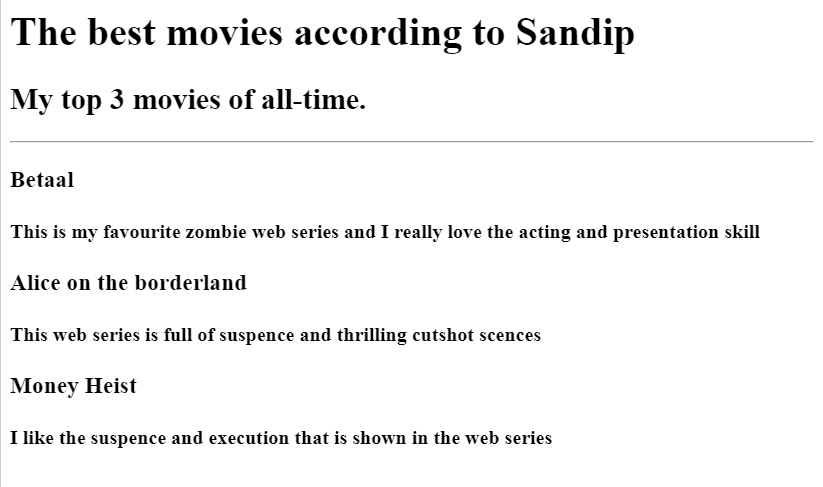 The best movies according to Sandip
My top 3 movies of all-time.
Betaal
This is my favourite zombie web series and I really love the acting and presentation skill
Alice on the borderland
This web series is full of suspence and thrilling cutshot scences
Money Heist
I like the suspence and execution that is shown in the web series